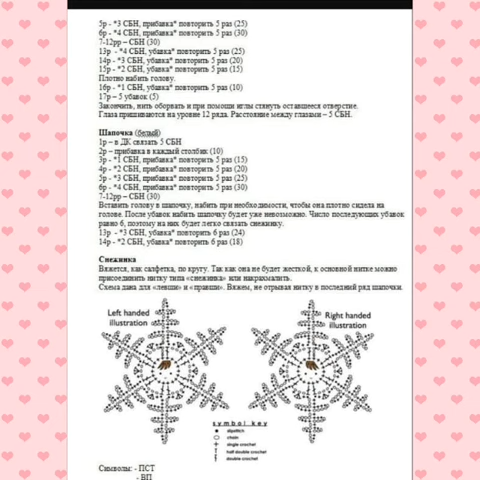 5р - *3 СБН, прибавка* повторить 5 раз (25)
6р - *4 СБН, прибавка* повторить 5 раз (30)
7-12рр – СБН (30)
13р - *4 СБН, убавка* повторить 5 раз (25)
14р - *3 СБН, убавка* повторить 5 раз (20)
15р - *2 СБН, убавка* повторить 5 раз (15)
Плотно набить голову.
16р - *1 СБН, убавка* повторить 5 раз (10)
17р – 5 убавок (5)
Закончить, нить оборвать и при помощи иглы стянуть оставшееся отверстие.
Глаза пришиваются на уровне 12 ряда. Расстояние между глазами – 5 СБН.
Шапочка (белый)
1р – в ДК связать 5 СБН
2р – прибавка в каждый столбик (10)
3р - *1 СБН, прибавка* повторить 5 раз (15)
4р - *2 СБН, прибавка* повторить 5 раз (20)
5р - *3 СБН, прибавка* повторить 5 раз (25)
6р - *4 СБН, прибавка* повторить 5 раз (30)
7-12рр – СБН (30)
Вставить голову в шапочку, набить при необходимости, чтобы она плотно сидела на
голове. После убавок набить шапочку будет уже невозможно. Число последующих убавок
равно 6, поэтому на них будет легко связать снежинку.
13р - *3 СБН, убавка* повторить 6 раз (24)
14р - *2 СБН, убавка* повторить 6 раз (18)
Снежинка
Вяжется, как салфетка, по кругу. Так как она не будет жесткой, к основной нитке можно
присоединить нитку типа «снежинка» или накрахмалить.
Схема дана для «левши» и «правши». Вяжем, не отрывая нитку в последний ряд шапочки.
Left handed
illustration
Right handed
illustration
symbol key
slipstitch
chain
single crochet
half double crochet
double crochet
Символы: - ПСТ
- ВП